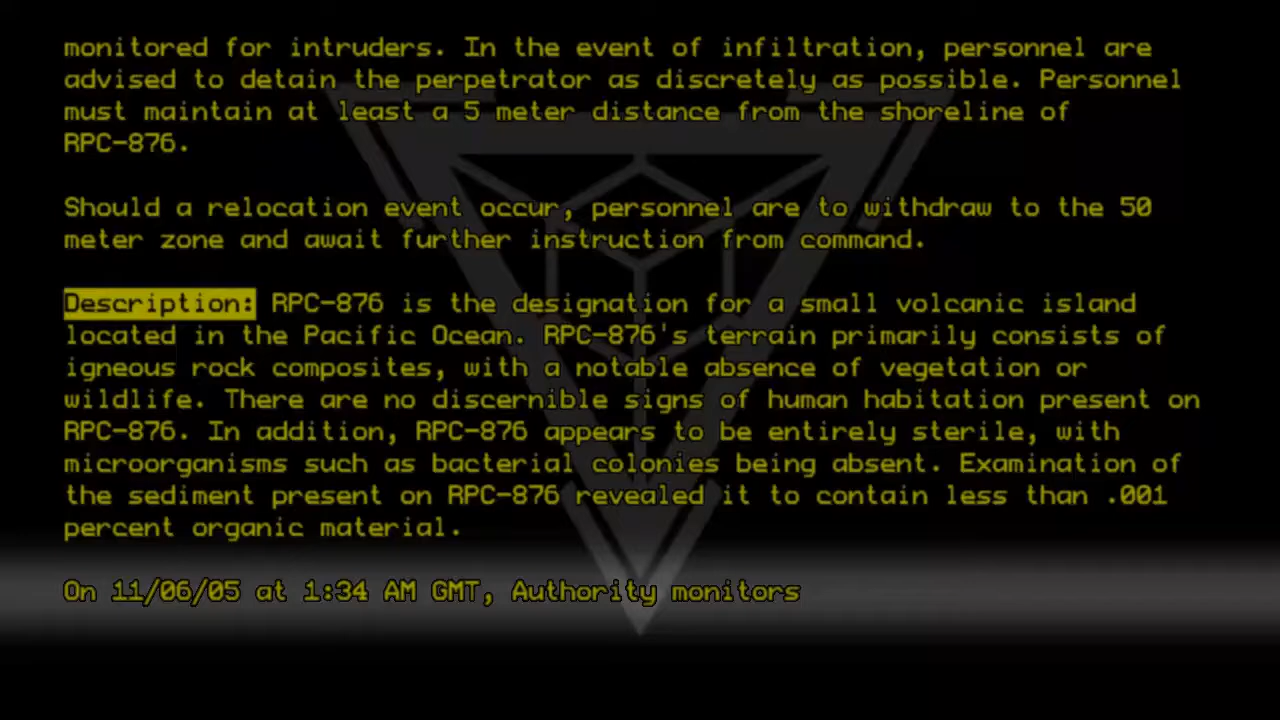 monitored for intruders. In the event of infiltration, personnel are
advised to detain the perpetrator as discretely as possible. Personnel
must maintain at least a 5 meter distance from the shoreline of
RPC-876.
Should a relocation event occur, personnel are to withdraw to the 50
meter zone and await further instruction from command.
Description: RPC-876 is the designation for a small volcanic island
located in the Pacific Ocean. RPC-876's terrain primarily consists of
igneous rock composites, with a notable absence of vegetation or
wildlife. There are no discernible signs of human habitation present on
RPC-876. In addition, RPC-876 appears to be entirely sterile, with
microorganisms such as bacterial colonies being absent. Examination of
the sediment present on RPC-876 revealed it to contain less than .001
percent organic material.
On 11/06/05 at 1:34 AM GMT, Authority monitors